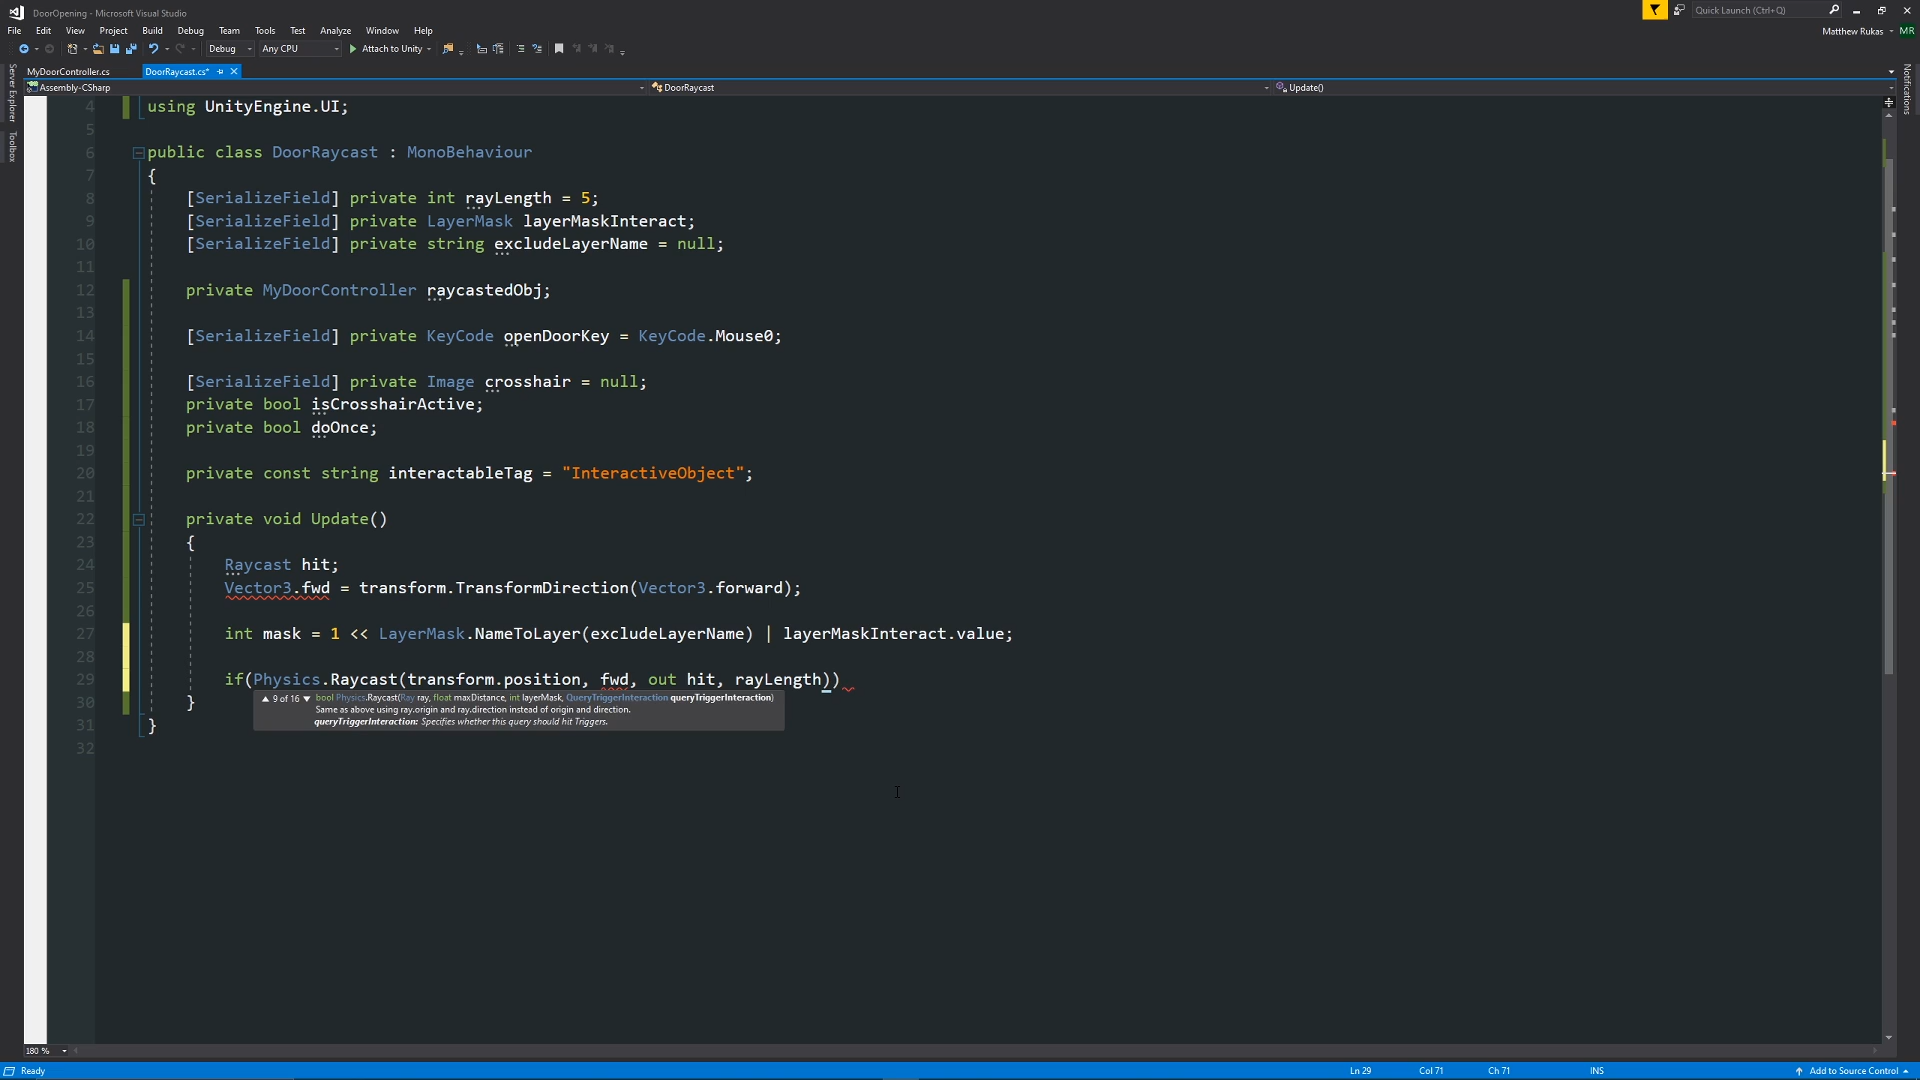 DoorOpening - Microsoft Visual Studio
Quick Launch (Ctrl+Q)
File Edit View Project Build Debug Team Tools Test Analyze Window Help
Matthew Rukas MR
Debug Any CPU Attach to Unity
MyDoorController.cs DoorRaycast.cs*
Assembly-CSharp DoorRaycast Update()
Server Explorer
Toolbox
Notifications
4 using UnityEngine.UI;
5
6 public class DoorRaycast : MonoBehaviour
7 {
8 [SerializeField] private int rayLength = 5;
9 [SerializeField] private LayerMask layerMaskInteract;
10 [SerializeField] private string excludeLayerName = null;
11
12 private MyDoorController raycastedObj;
13
14 [SerializeField] private KeyCode openDoorKey = KeyCode.Mouse0;
15
16 [SerializeField] private Image crosshair = null;
17 private bool isCrosshairActive;
18 private bool doOnce;
19
20 private const string interactableTag = "InteractiveObject";
21
22 private void Update()
23 {
24 Raycast hit;
25 Vector3.fwd = transform.TransformDirection(Vector3.forward);
26
27 int mask = 1 << LayerMask.NameToLayer(excludeLayerName) | layerMaskInteract.value;
28
29 if(Physics.Raycast(transform.position, fwd, out hit, rayLength))
▲ 9 of 16 ▼ bool Physics.Raycast(Ray ray, float maxDistance, int layerMask, QueryTriggerInteraction queryTriggerInteraction)
Same as above using ray.origin and ray.direction instead of origin and direction.
queryTriggerInteraction: Specifies whether this query should hit Triggers.
30 }
31 }
32
180 %
Ready Ln 29 Col 71 Ch 71 INS Add to Source Control